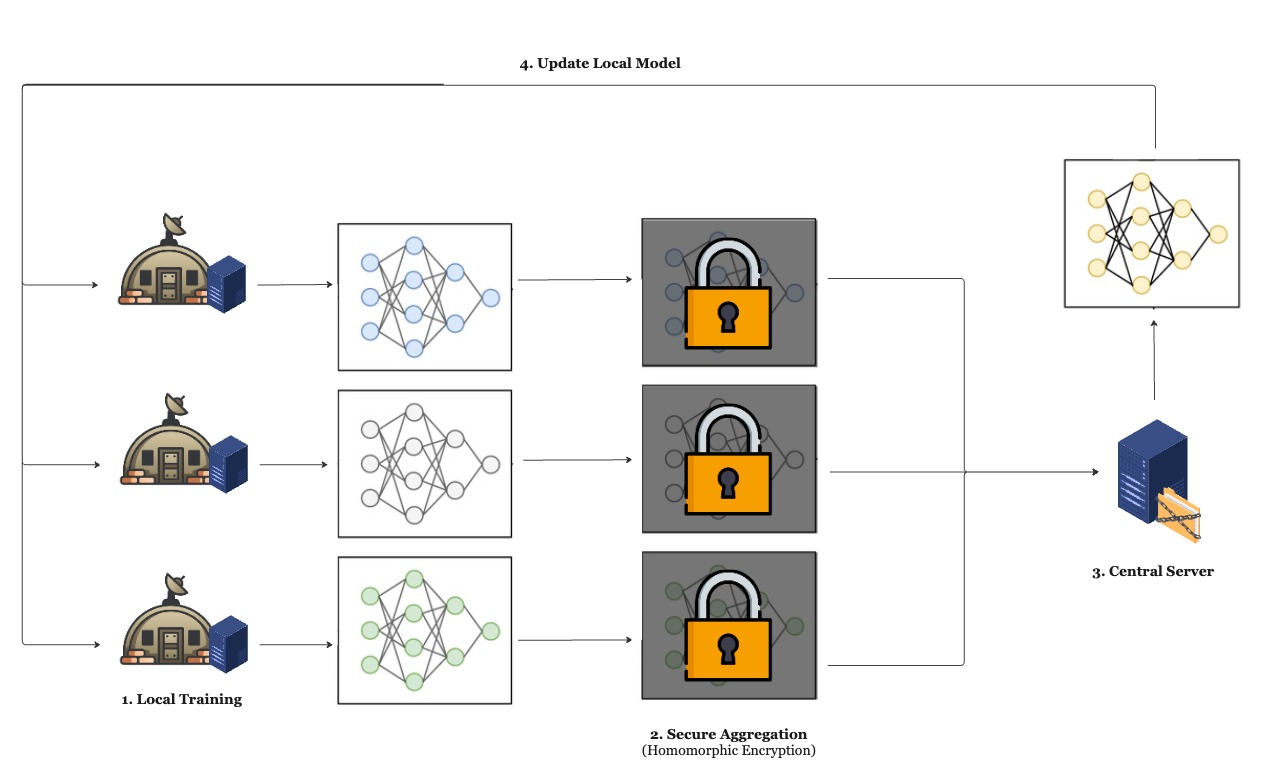 4. Update Local Model
3. Central Server
1. Local Training
2. Secure Aggregation
(Homomorphic Encryption)